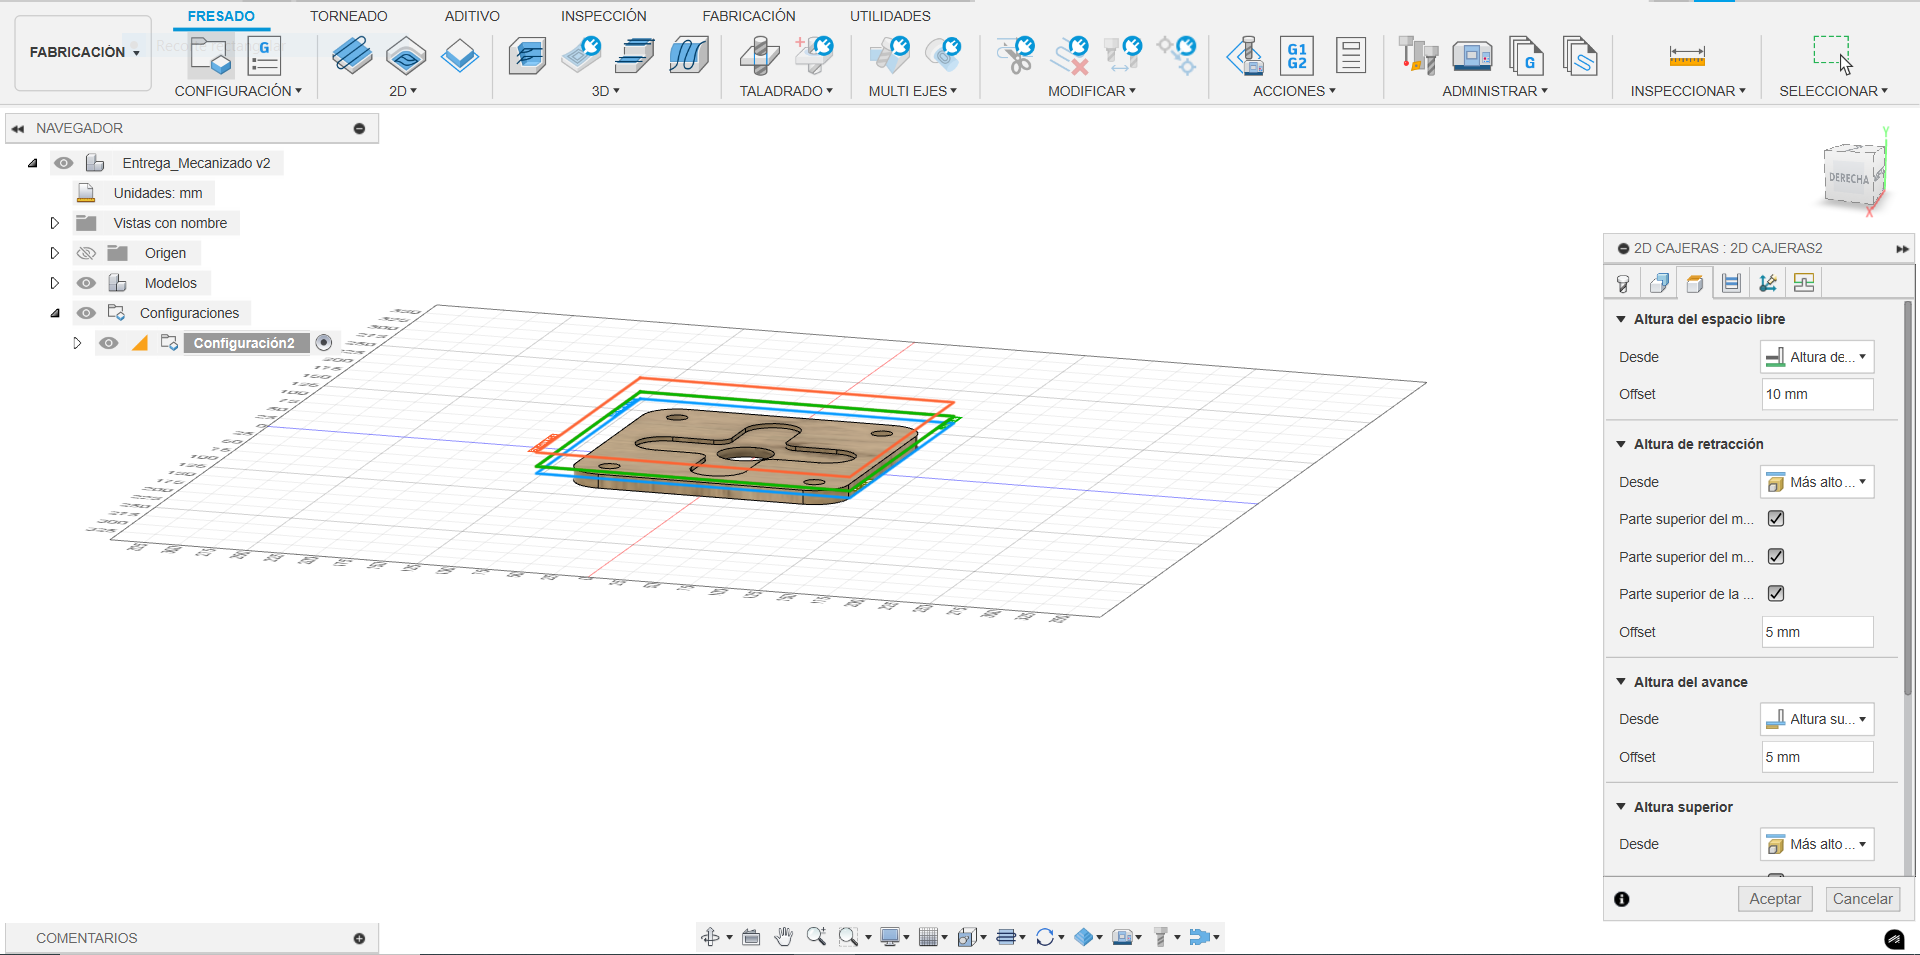 FRESADO TORNEADO ADITIVO INSPECCIÓN FABRICACIÓN UTILIDADES
FABRICACIÓN
G
G1
G2
G
CONFIGURACIÓN 2D 3D TALADRADO MULTI EJES MODIFICAR ACCIONES ADMINISTRAR INSPECCIONAR SELECCIONAR
NAVEGADOR
Entrega_Mecanizado v2
Unidades: mm
Vistas con nombre
Origen
Modelos
Configuraciones
Configuración2
Y
DERECHA
X
2D CAJERAS : 2D CAJERAS2
Altura del espacio libre
Desde Altura de...
Offset 10 mm
Altura de retracción
Desde Más alto ...
Parte superior del m...
Parte superior del m...
Parte superior de la ...
Offset 5 mm
Altura del avance
Desde Altura su...
Offset 5 mm
Altura superior
Desde Más alto ...
Aceptar Cancelar
COMENTARIOS